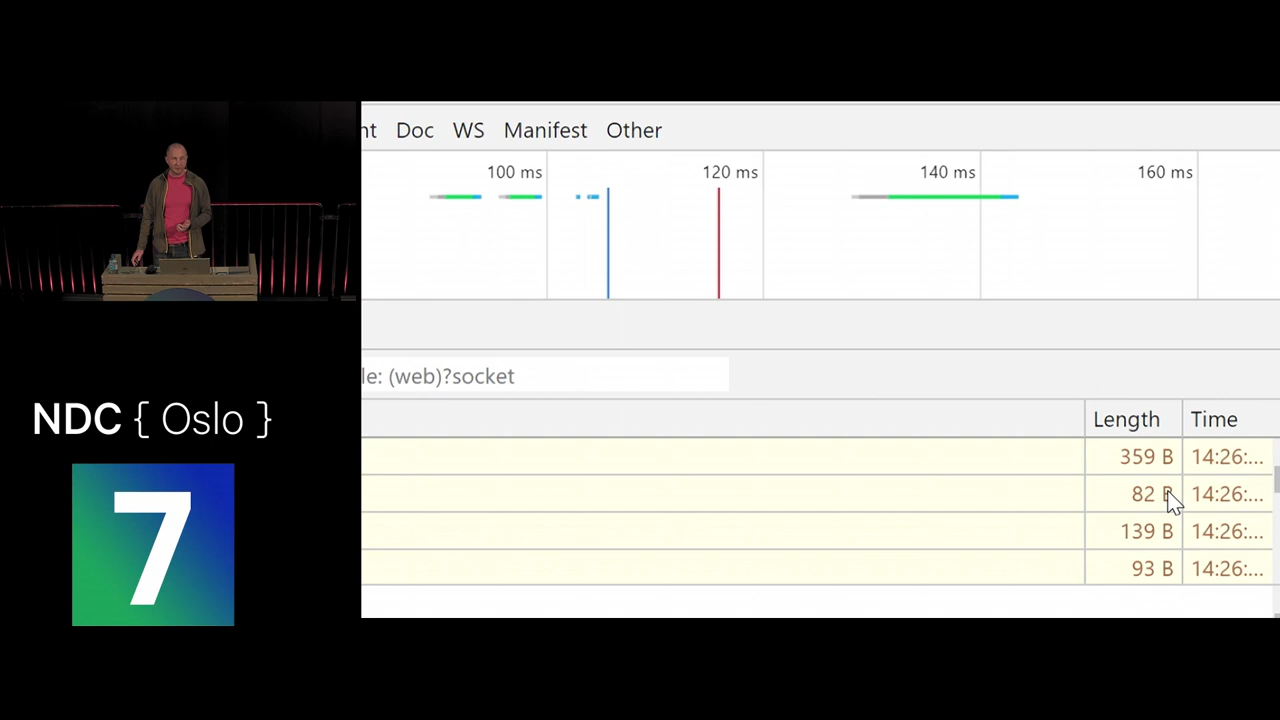 nt Doc WS Manifest Other
100 ms 120 ms 140 ms 160 ms
le: (web)?socket
Length Time
359 B 14:26:...
82 B 14:26:...
139 B 14:26:...
93 B 14:26:...
NDC { Oslo }
7